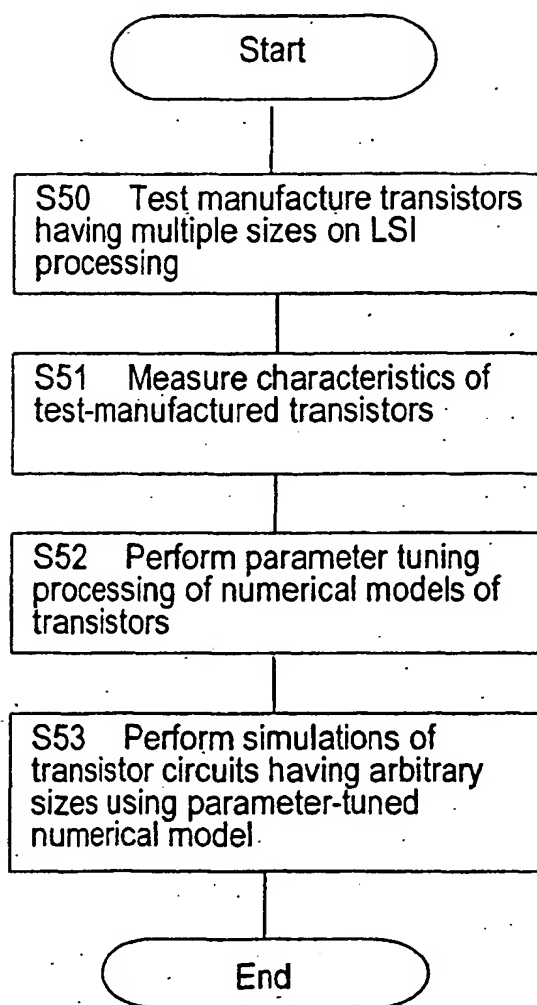 Start
S50 Test manufacture transistors
having multiple sizes on LSI
processing
S51 Measure characteristics of
test-manufactured transistors
S52 Perform parameter tuning
processing of numerical models of
transistors
S53 Perform simulations of
transistor circuits having arbitrary
sizes using parameter-tuned
numerical model
End